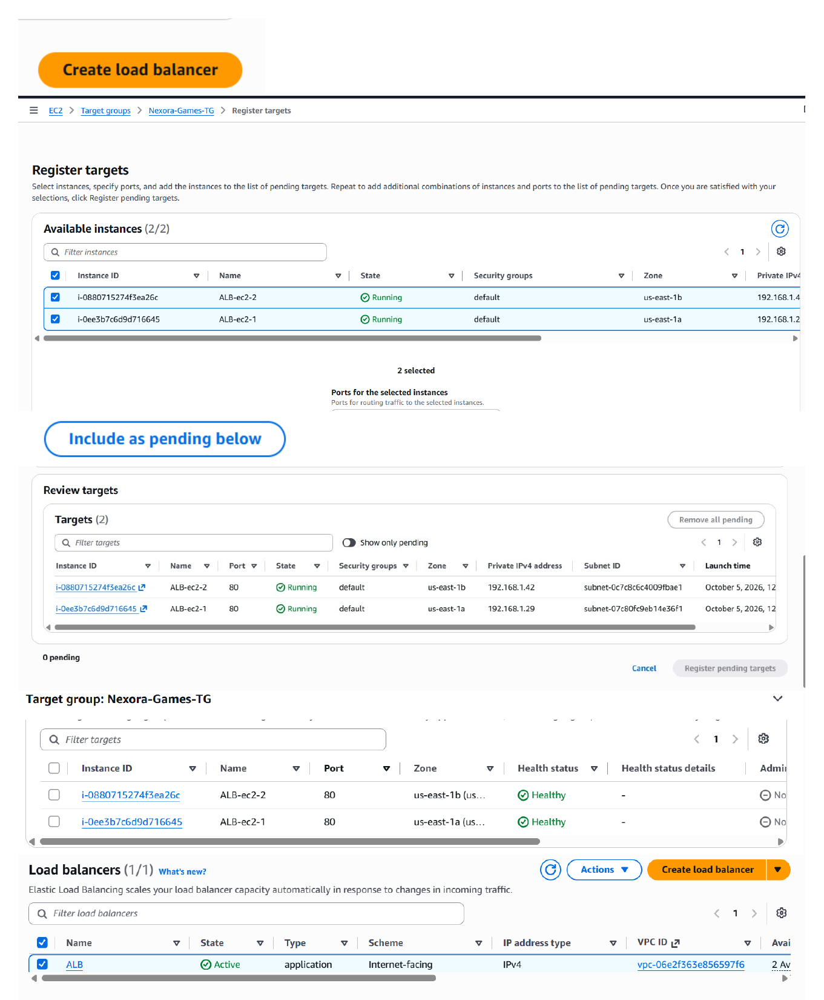 Create load balancer
EC2 > Target groups > Nexora-Games-TG > Register targets
Register targets
Select instances, specify ports, and add the instances to the list of pending targets. Repeat to add additional combinations of instances and ports to the list of pending targets. Once you are satisfied with your
selections, click Register pending targets.
Available instances (2/2)
Filter instances
1
Instance ID Name State Security groups Zone Private IPv4
i-0880715274f3ea26c ALB-ec2-2 Running default us-east-1b 192.168.1.4
i-0ee3b7c6d9d716645 ALB-ec2-1 Running default us-east-1a 192.168.1.2
2 selected
Ports for the selected instances
Ports for routing traffic to the selected instances.
Include as pending below
Review targets
Targets (2) Remove all pending
Filter targets Show only pending 1
Instance ID Name Port State Security groups Zone Private IPv4 address Subnet ID Launch time
i-0880715274f3ea26c ALB-ec2-2 80 Running default us-east-1b 192.168.1.42 subnet-0c7c8c6c4009fbae1 October 5, 2026, 12
i-0ee3b7c6d9d716645 ALB-ec2-1 80 Running default us-east-1a 192.168.1.29 subnet-07c80fc9eb14e36f1 October 5, 2026, 12
0 pending
Cancel Register pending targets
Target group: Nexora-Games-TG
Filter targets 1
Instance ID Name Port Zone Health status Health status details Admin
i-0880715274f3ea26c ALB-ec2-2 80 us-east-1b (us... Healthy - No
i-0ee3b7c6d9d716645 ALB-ec2-1 80 us-east-1a (us... Healthy - No
Load balancers (1/1) What's new? Actions Create load balancer
Elastic Load Balancing scales your load balancer capacity automatically in response to changes in incoming traffic.
Filter load balancers 1
Name State Type Scheme IP address type VPC ID Avai
ALB Active application Internet-facing IPv4 vpc-06e2f363e856597f6 2 Av